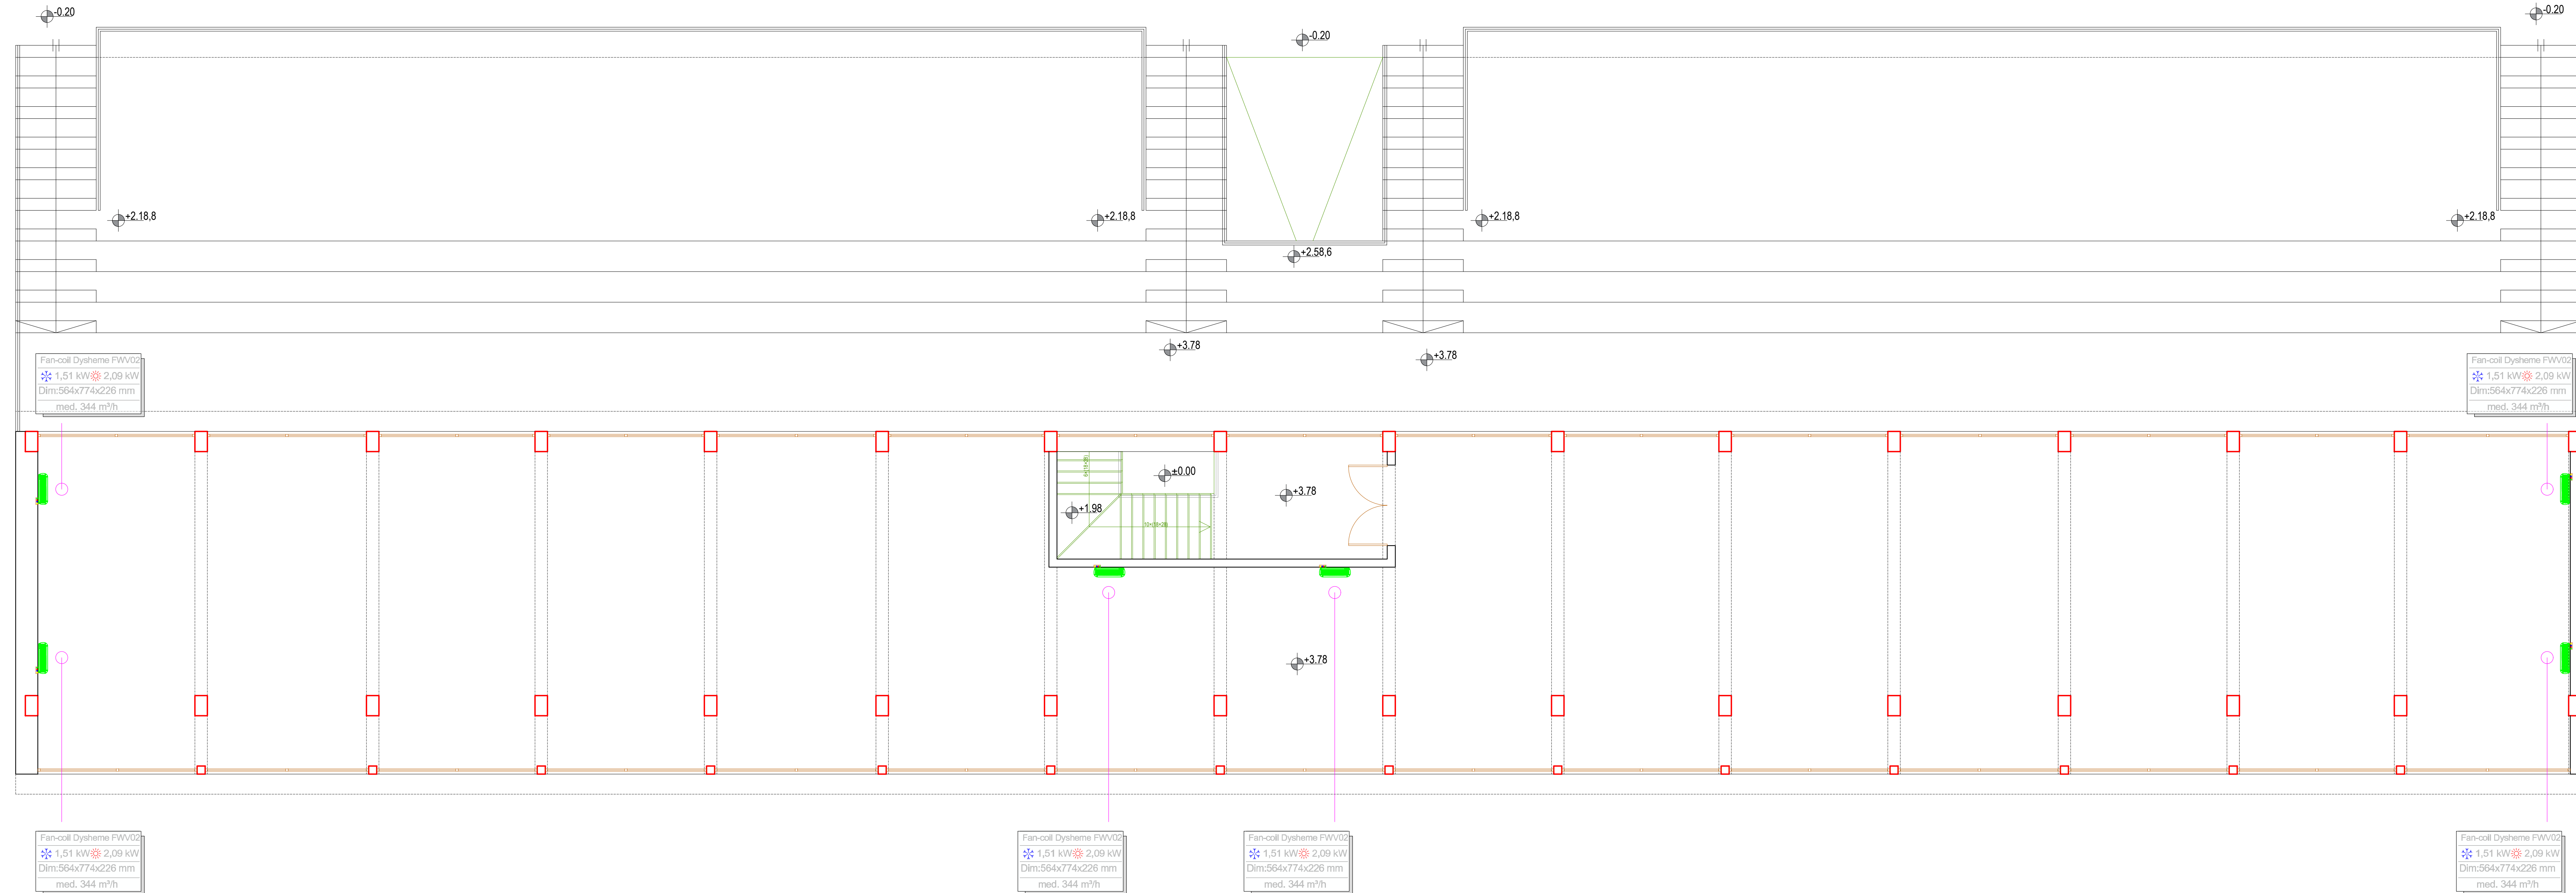 -0.20
-0.20
-0.20
+2.18,8
+2.18,8
+2.18,8
+2.18,8
+2.58,6
+3.78
+3.78
Fan-coil Dysheme FWV02
1,51 kW 2,09 kW
Dim:564x774x226 mm
med. 344 m³/h
Fan-coil Dysheme FWV02
1,51 kW 2,09 kW
Dim:564x774x226 mm
med. 344 m³/h
±0.00
+3.78
+1.98
+3.78
Fan-coil Dysheme FWV02
1,51 kW 2,09 kW
Dim:564x774x226 mm
med. 344 m³/h
Fan-coil Dysheme FWV02
1,51 kW 2,09 kW
Dim:564x774x226 mm
med. 344 m³/h
Fan-coil Dysheme FWV02
1,51 kW 2,09 kW
Dim:564x774x226 mm
med. 344 m³/h
Fan-coil Dysheme FWV02
1,51 kW 2,09 kW
Dim:564x774x226 mm
med. 344 m³/h